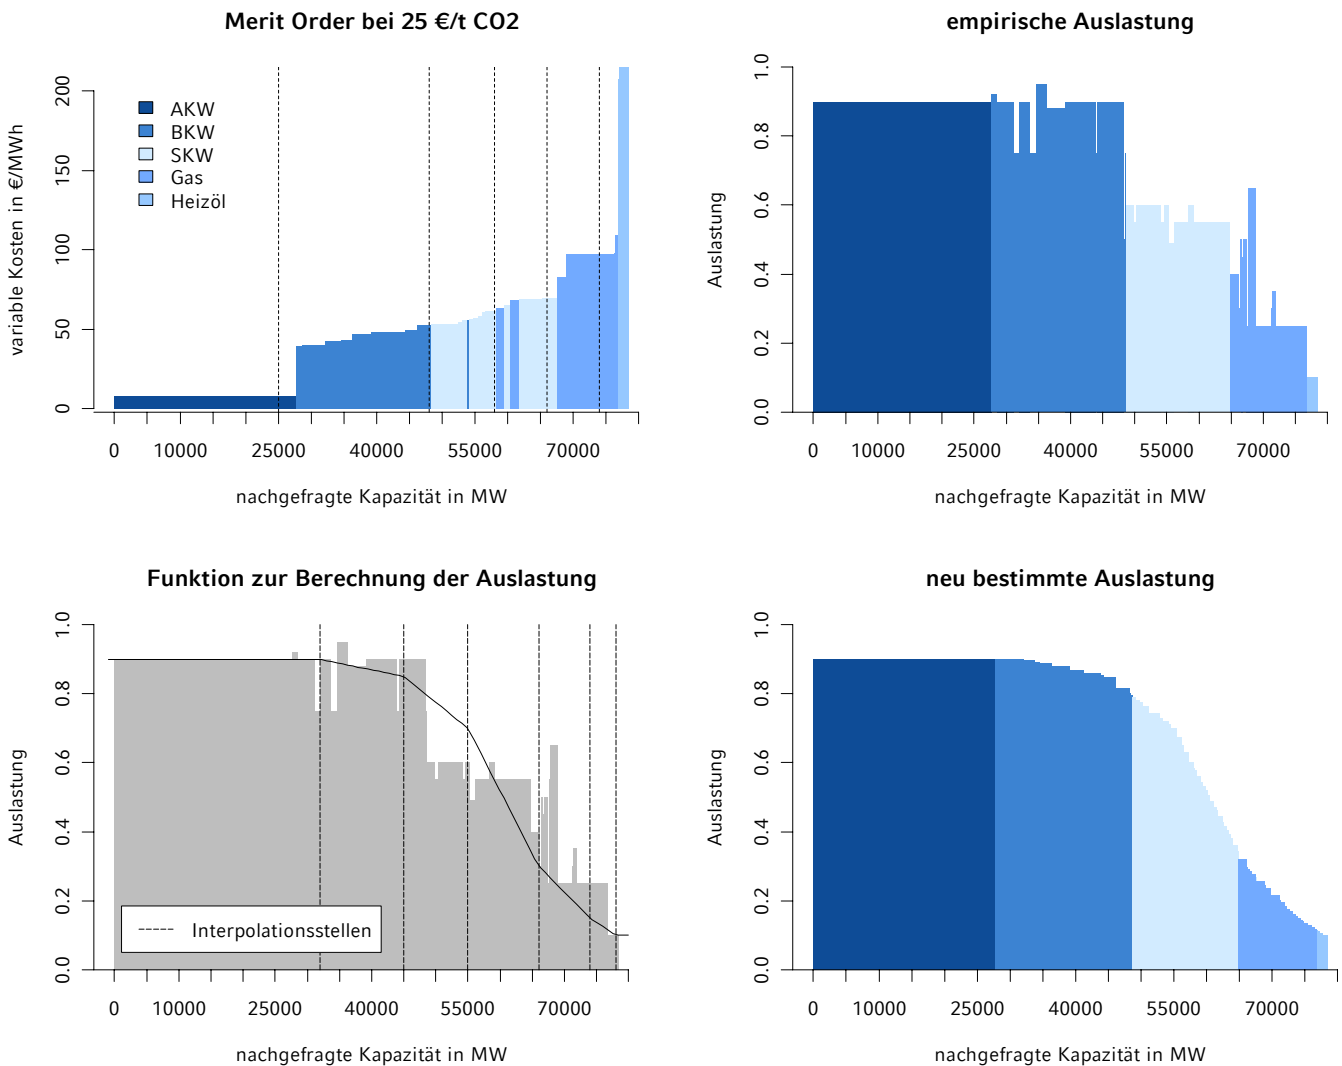 Merit Order bei 25 €/t CO2
variable Kosten in €/MWh
0
50
100
150
200
AKW
BKW
SKW
Gas
Heizöl
0 10000 25000 40000 55000 70000
nachgefragte Kapazität in MW
empirische Auslastung
Auslastung
0.0
0.2
0.4
0.6
0.8
1.0
0 10000 25000 40000 55000 70000
nachgefragte Kapazität in MW
Funktion zur Berechnung der Auslastung
Auslastung
0.0
0.2
0.4
0.6
0.8
1.0
Interpolationsstellen
0 10000 25000 40000 55000 70000
nachgefragte Kapazität in MW
neu bestimmte Auslastung
Auslastung
0.0
0.2
0.4
0.6
0.8
1.0
0 10000 25000 40000 55000 70000
nachgefragte Kapazität in MW